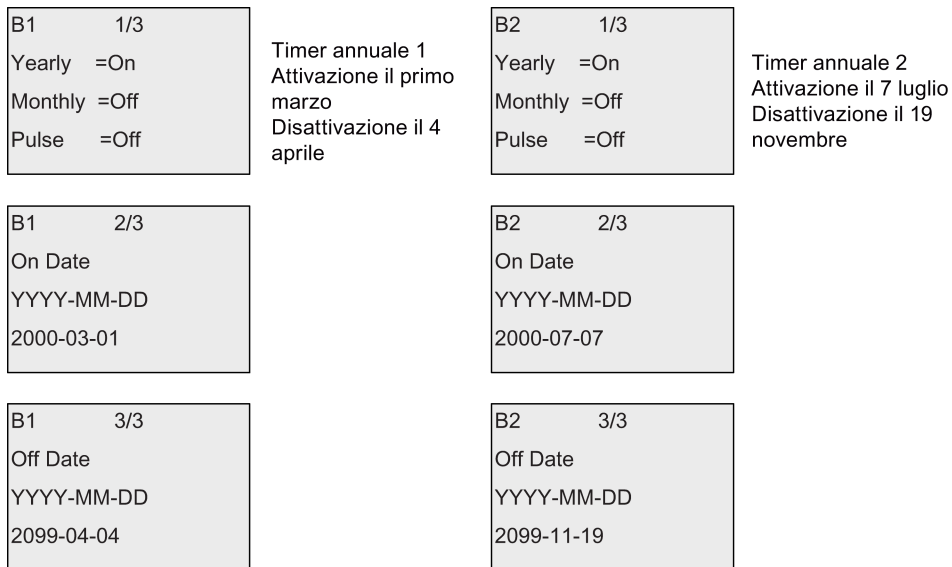 B1 1/3
Yearly =On
Monthly =Off
Pulse =Off
Timer annuale 1
Attivazione il primo
marzo
Disattivazione il 4
aprile
B2 1/3
Yearly =On
Monthly =Off
Pulse =Off
Timer annuale 2
Attivazione il 7 luglio
Disattivazione il 19
novembre
B1 2/3
On Date
YYYY-MM-DD
2000-03-01
B2 2/3
On Date
YYYY-MM-DD
2000-07-07
B1 3/3
Off Date
YYYY-MM-DD
2099-04-04
B2 3/3
Off Date
YYYY-MM-DD
2099-11-19